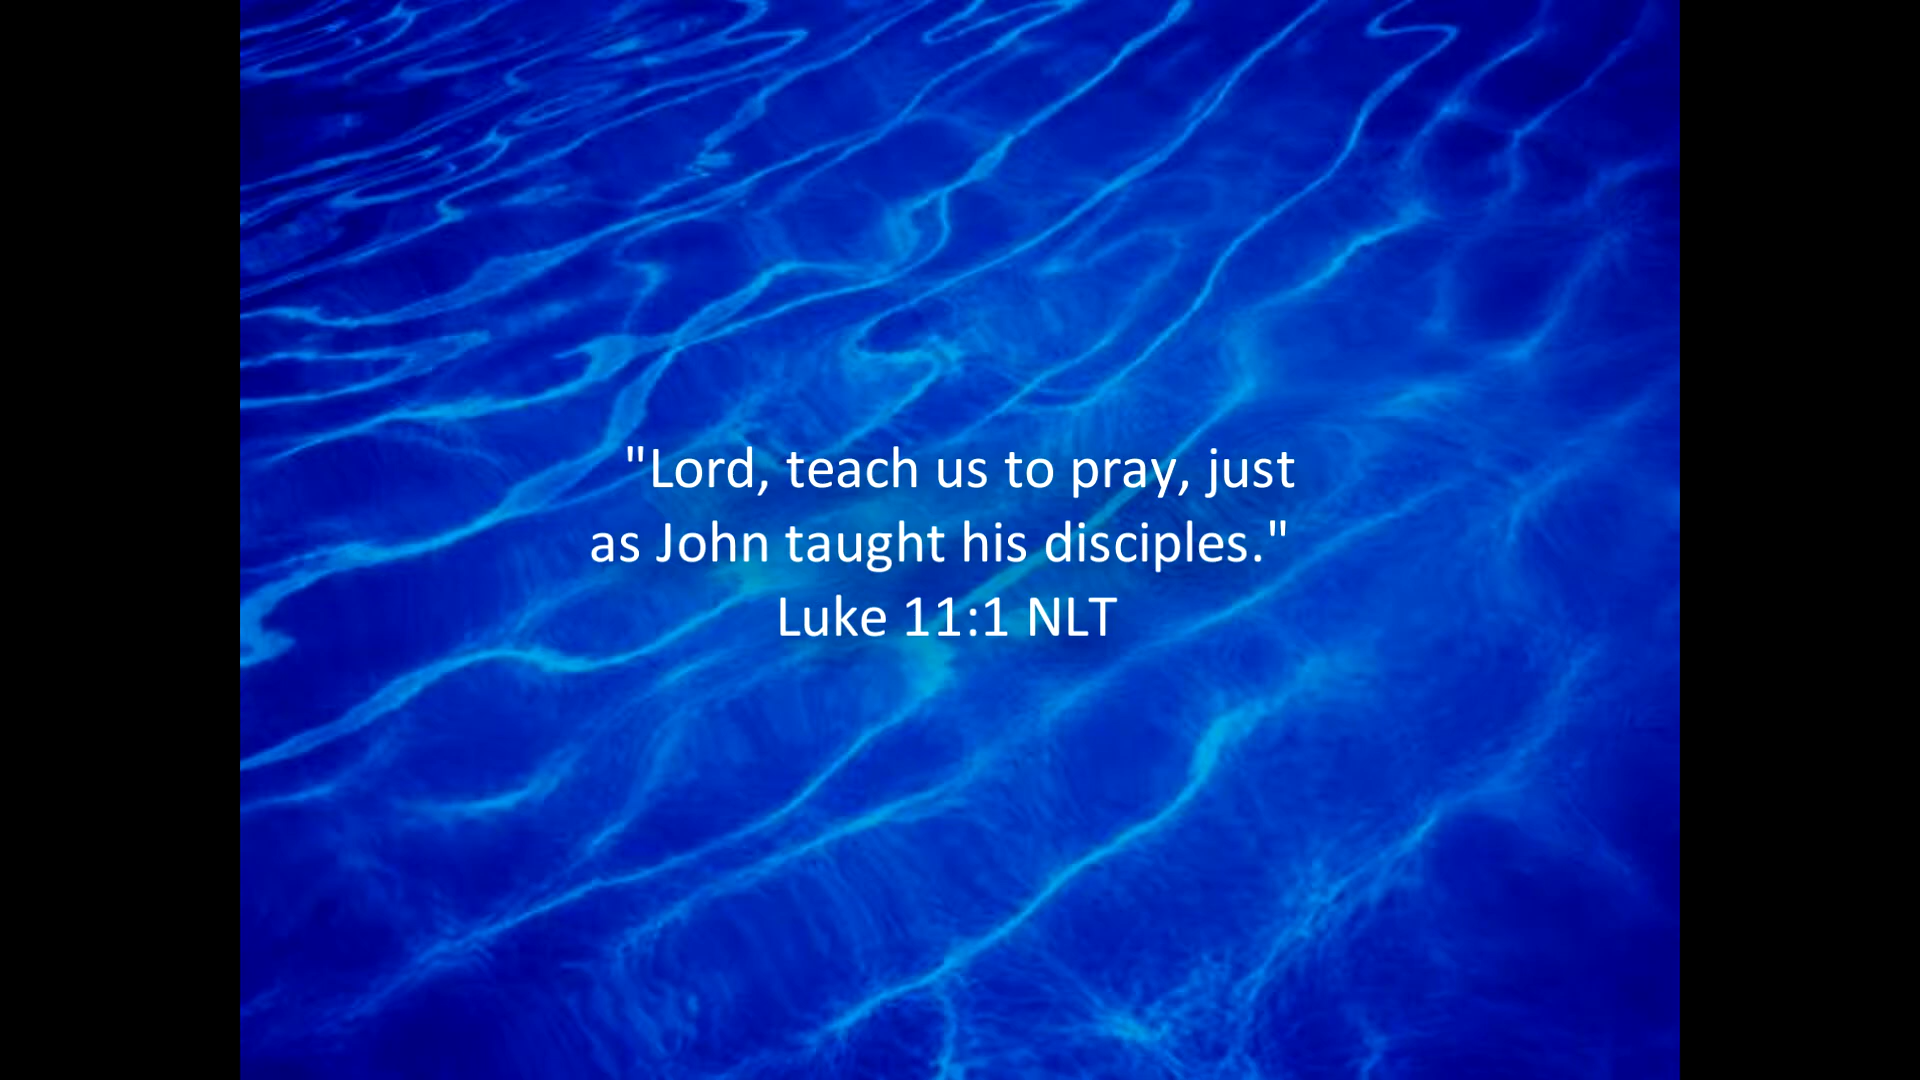 "Lord, teach us to pray, just
as John taught his disciples."
Luke 11:1 NLT